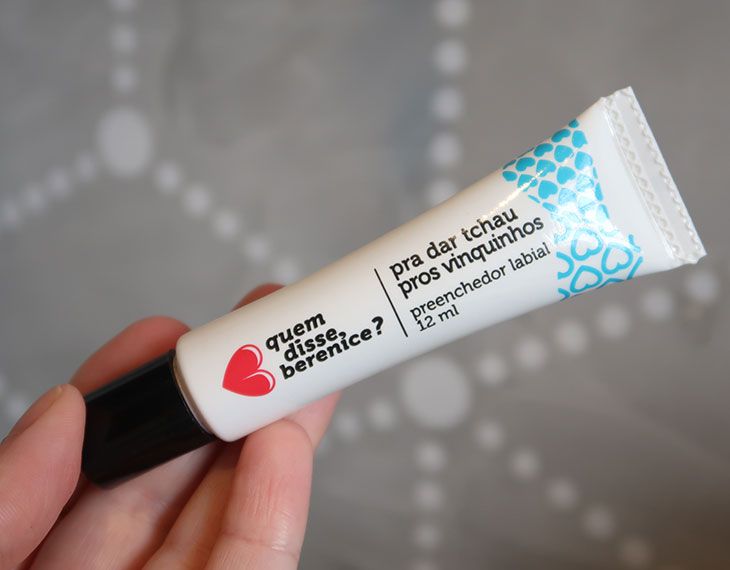 quem
disse,
berenice?
pra dar tchau
pros vinquinhos
preenchedor labial
12 ml